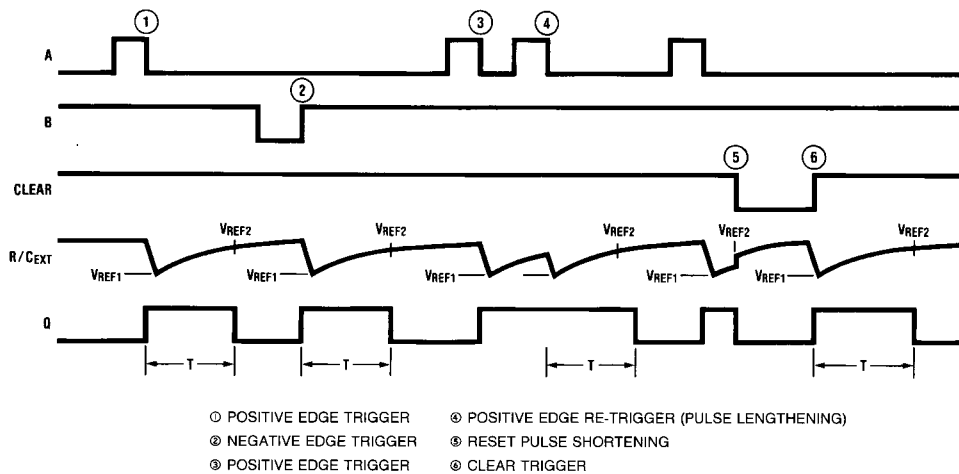 ① ③ ④
A
②
B
⑤ ⑥
CLEAR
VREF2 VREF2 VREF2 VREF2 VREF2
R/CEXT
VREF1 VREF1 VREF1 VREF1 VREF1
Q
T T T T
① POSITIVE EDGE TRIGGER ④ POSITIVE EDGE RE-TRIGGER (PULSE LENGTHENING)
② NEGATIVE EDGE TRIGGER ⑤ RESET PULSE SHORTENING
③ POSITIVE EDGE TRIGGER ⑥ CLEAR TRIGGER